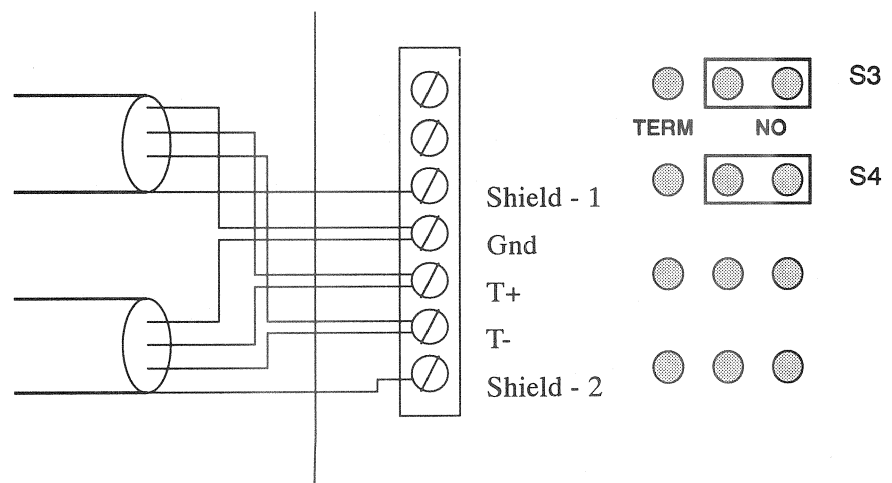 S3
TERM NO
S4
Shield - 1
Gnd
T+
T-
Shield - 2